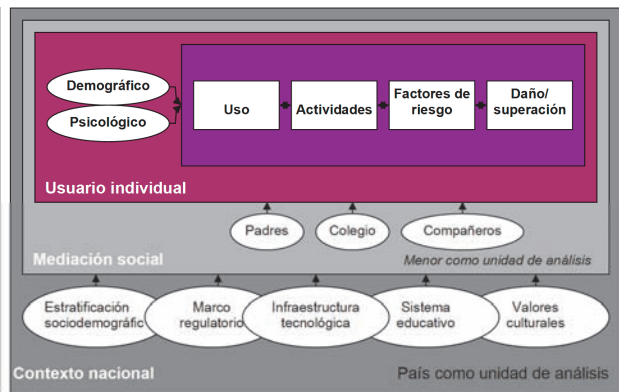 Demográfico
Psicológico
Uso
Actividades
Factores de
riesgo
Daño/
superación
Usuario individual
Padres
Colegio
Compañeros
Mediación social
Menor como unidad de análisis
Estratificación
sociodemográfic
Marco
regulatorio
Infraestructura
tecnológica
Sistema
educativo
Valores
culturales
Contexto nacional
País como unidad de análisis